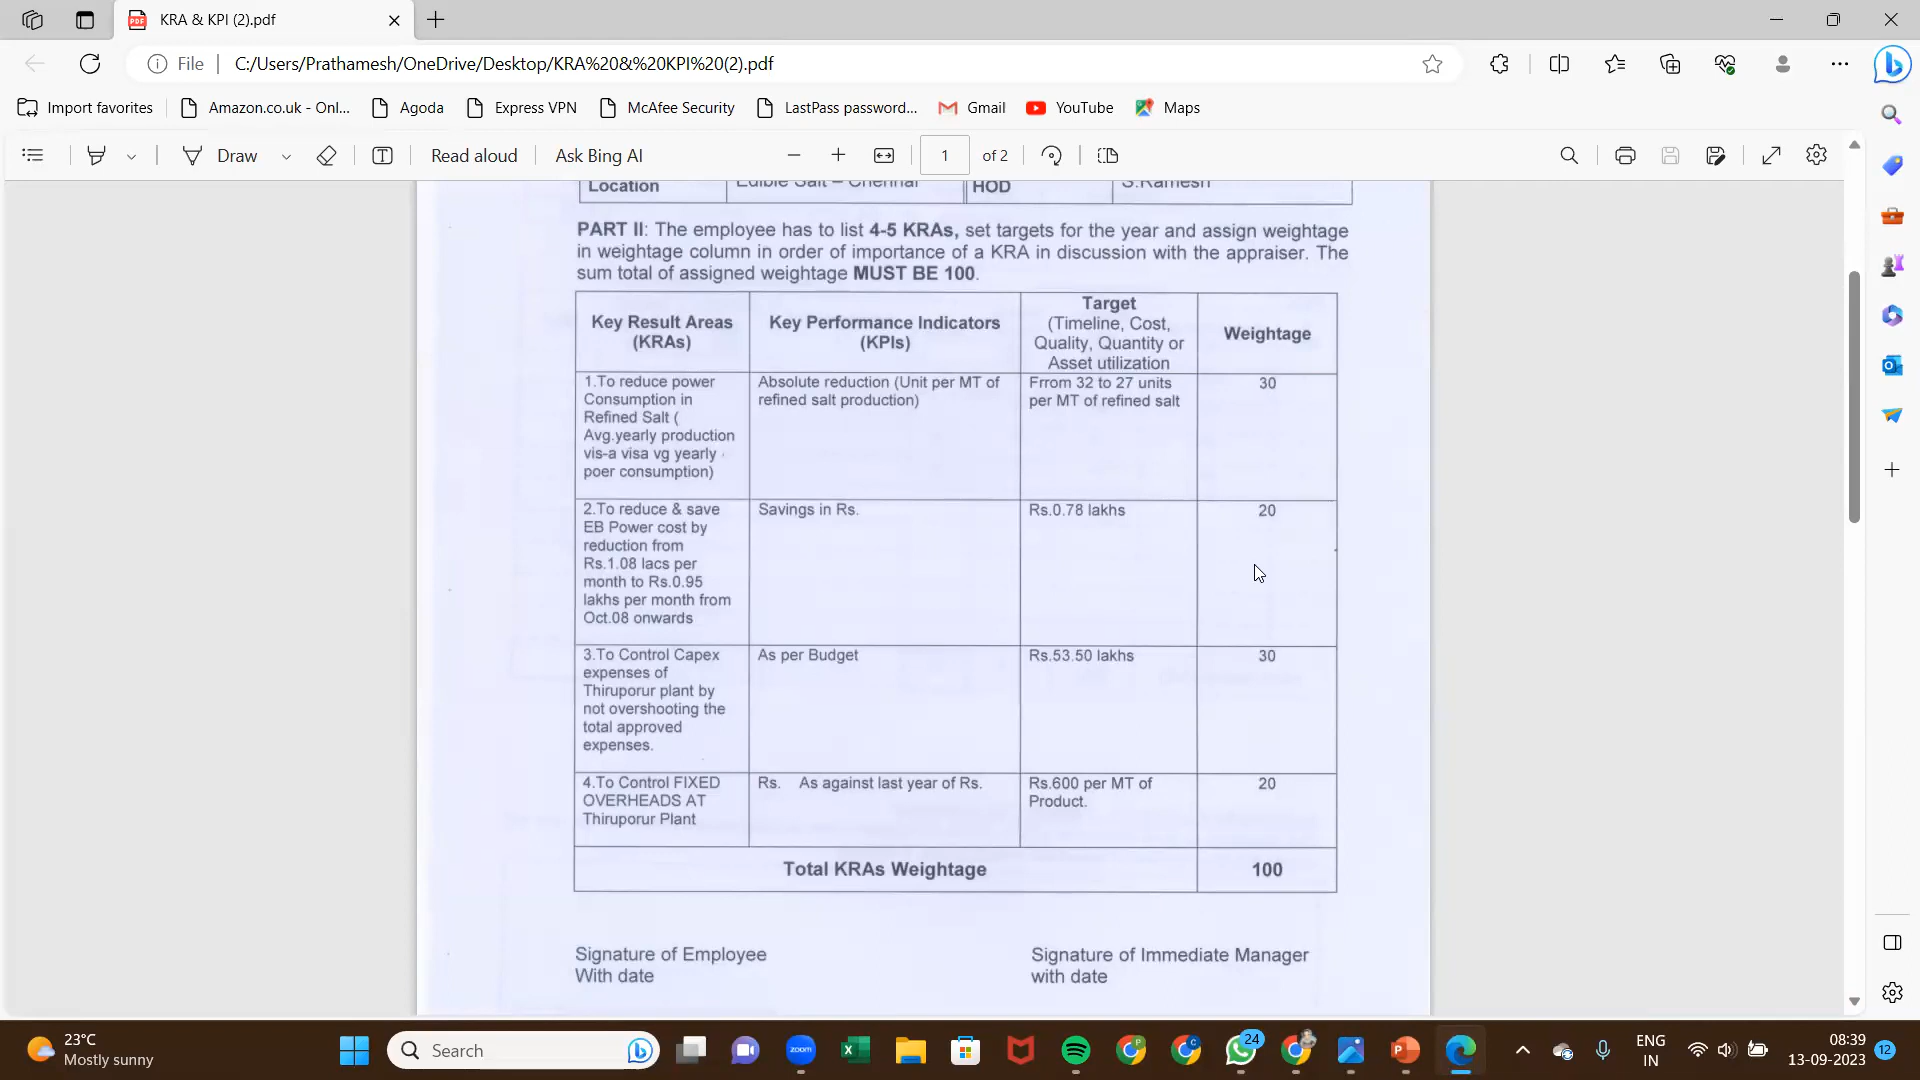 KRA & KPI (2).pdf
File
C:/Users/Prathamesh/OneDrive/Desktop/KRA%20&%20KPI%20(2).pdf
Import favorites
Amazon.co.uk - Onl...
Agoda
Express VPN
McAfee Security
LastPass password...
Gmail
YouTube
Maps
Draw
Read aloud
Ask Bing AI
1 of 2
Location Edible Salt – Chennai HOD S.Ramesh
PART II: The employee has to list 4-5 KRAs, set targets for the year and assign weightage
in weightage column in order of importance of a KRA in discussion with the appraiser. The
sum total of assigned weightage MUST BE 100.
Key Result Areas
(KRAs)
Key Performance Indicators
(KPIs)
Target
(Timeline, Cost,
Quality, Quantity or
Asset utilization
Weightage
1.To reduce power
Consumption in
Refined Salt (
Avg.yearly production
vis-a visa vg yearly
poer consumption)
Absolute reduction (Unit per MT of
refined salt production)
Frrom 32 to 27 units
per MT of refined salt
30
2.To reduce & save
EB Power cost by
reduction from
Rs.1.08 lacs per
month to Rs.0.95
lakhs per month from
Oct.08 onwards
Savings in Rs.
Rs.0.78 lakhs
20
3.To Control Capex
expenses of
Thiruporur plant by
not overshooting the
total approved
expenses.
As per Budget
Rs.53.50 lakhs
30
4.To Control FIXED
OVERHEADS AT
Thiruporur Plant
Rs. As against last year of Rs.
Rs.600 per MT of
Product.
20
Total KRAs Weightage
100
Signature of Employee
With date
Signature of Immediate Manager
with date
23°C
Mostly sunny
Search
zoom
24
ENG
IN
08:39
13-09-2023
12